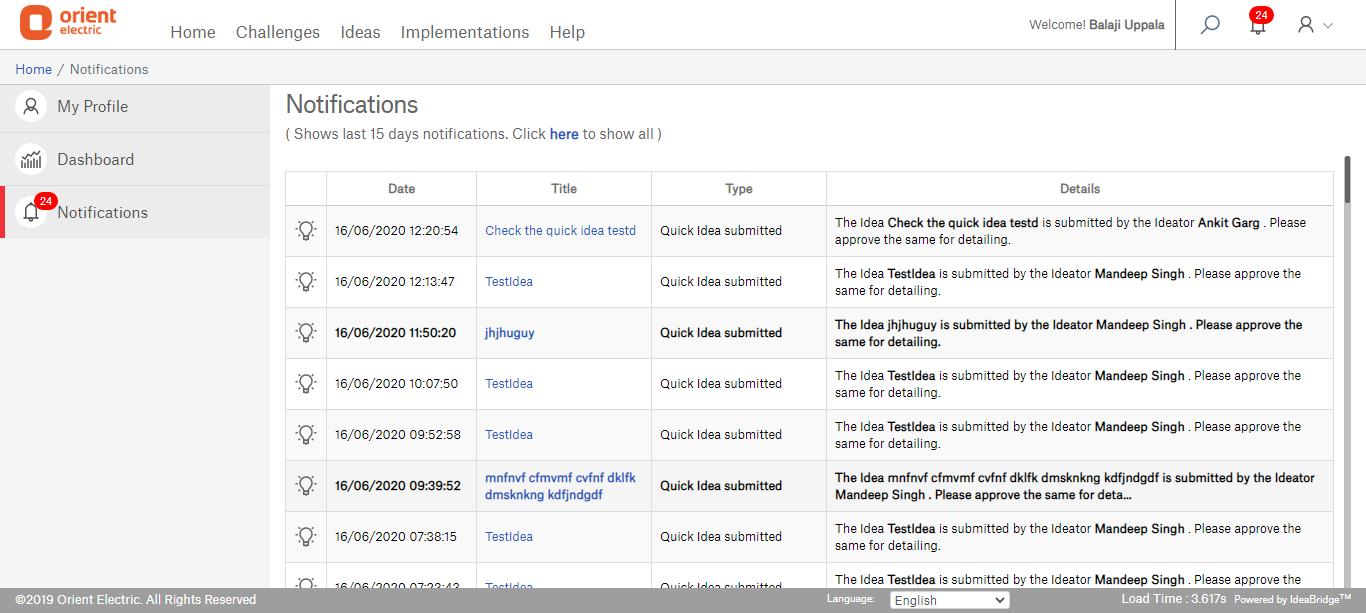 orient
electric
Home Challenges Ideas Implementations Help
Welcome! Balaji Uppala
24
Home / Notifications
My Profile
Dashboard
24
Notifications
Notifications
( Shows last 15 days notifications. Click here to show all )
Date Title Type Details
16/06/2020 12:20:54 Check the quick idea testd Quick Idea submitted
The Idea Check the quick idea testd is submitted by the Ideator Ankit Garg . Please
approve the same for detailing.
16/06/2020 12:13:47 TestIdea Quick Idea submitted
The Idea TestIdea is submitted by the Ideator Mandeep Singh . Please approve the
same for detailing.
16/06/2020 11:50:20 jhjhuguy Quick Idea submitted
The Idea jhjhuguy is submitted by the Ideator Mandeep Singh . Please approve the
same for detailing.
16/06/2020 10:07:50 TestIdea Quick Idea submitted
The Idea TestIdea is submitted by the Ideator Mandeep Singh . Please approve the
same for detailing.
16/06/2020 09:52:58 TestIdea Quick Idea submitted
The Idea TestIdea is submitted by the Ideator Mandeep Singh . Please approve the
same for detailing.
16/06/2020 09:39:52
mnfnvf cfmvmf cvfnf dklfk
dmsknkng kdfjndgdf
Quick Idea submitted
The Idea mnfnvf cfmvmf cvfnf dklfk dmsknkng kdfjndgdf is submitted by the Ideator
Mandeep Singh . Please approve the same for deta...
16/06/2020 07:38:15 TestIdea Quick Idea submitted
The Idea TestIdea is submitted by the Ideator Mandeep Singh . Please approve the
same for detailing.
16/06/2020 TestIdea Quick Idea submitted
The Idea TestIdea is submitted by the Ideator Mandeep Singh . Please approve the
©2019 Orient Electric. All Rights Reserved
Language: English
Load Time : 3.617s Powered by IdeaBridge™